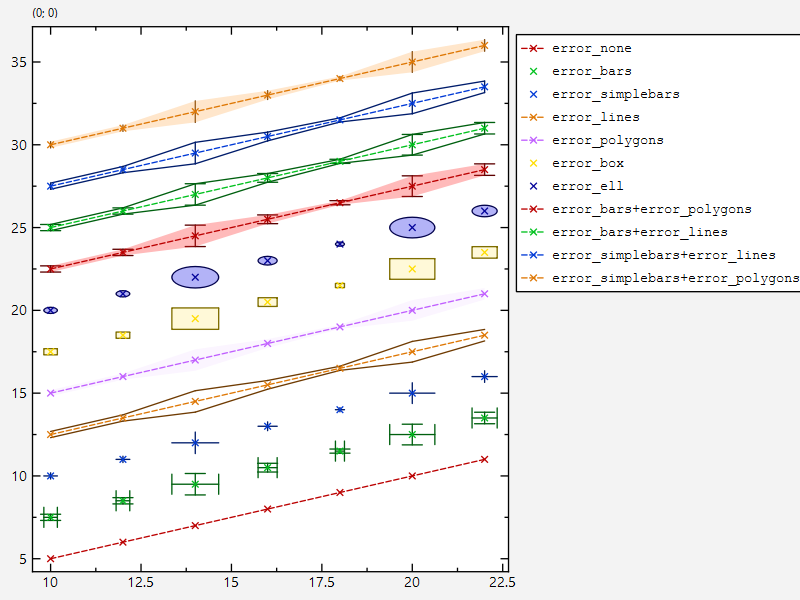 (0; 0)
35
30
25
20
15
10
5
10
12.5
15
17.5
20
22.5
error_none
error_bars
error_simplebars
error_lines
error_polygons
error_box
error_ell
error_bars+error_polygons
error_bars+error_lines
error_simplebars+error_lines
error_simplebars+error_polygons